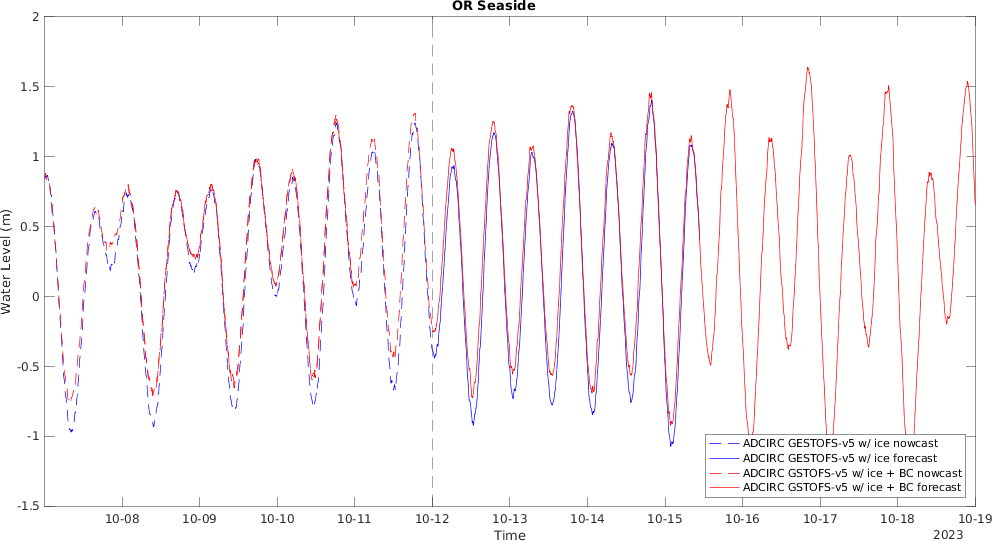 OR Seaside
2
1.5
1
0.5
0
-0.5
-1
-1.5
Water Level (m)
10-08 10-09 10-10 10-11 10-12 10-13 10-14 10-15 10-16 10-17 10-18 10-19
Time
2023
ADCIRC GESTOFS-v5 w/ ice nowcast
ADCIRC GESTOFS-v5 w/ ice forecast
ADCIRC GSTOFS-v5 w/ ice + BC nowcast
ADCIRC GSTOFS-v5 w/ ice + BC forecast